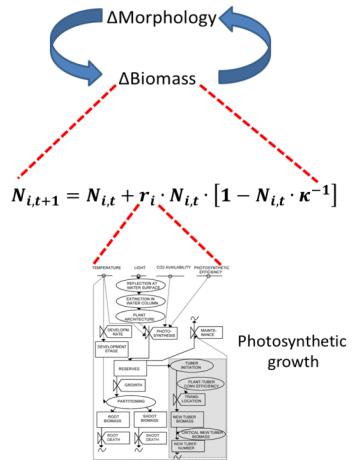 ΔMorphology
ΔBiomass
N_{i,t+1} = N_{i,t} + r_i · N_{i,t} · [1 − N_{i,t} · κ^{−1}]
TEMPERATURE
LIGHT
CO2 AVAILABILITY
PHOTOSYNTHETIC
EFFICIENCY
REFLECTION AT
WATER SURFACE
EXTINCTION IN
WATER COLUMN
PLANT
ARCHITECTURE
DEVELOPM.
RATE
PHOTO-
SYNTHESIS
MAINTE-
NANCE
DEVELOPMENT
STAGE
Photosynthetic
growth
RESERVES
TUBER
INITIATION
GROWTH
PLANT-TUBER
CONV.EFFICIENCY
TRANS-
LOCATION
PARTITIONING
ROOT
BIOMASS
SHOOT
BIOMASS
NEW TUBER
BIOMASS
CRITICAL NEW TUBER
BIOMASS
ROOT
DEATH
SHOOT
DEATH
NEW TUBER
NUMBER